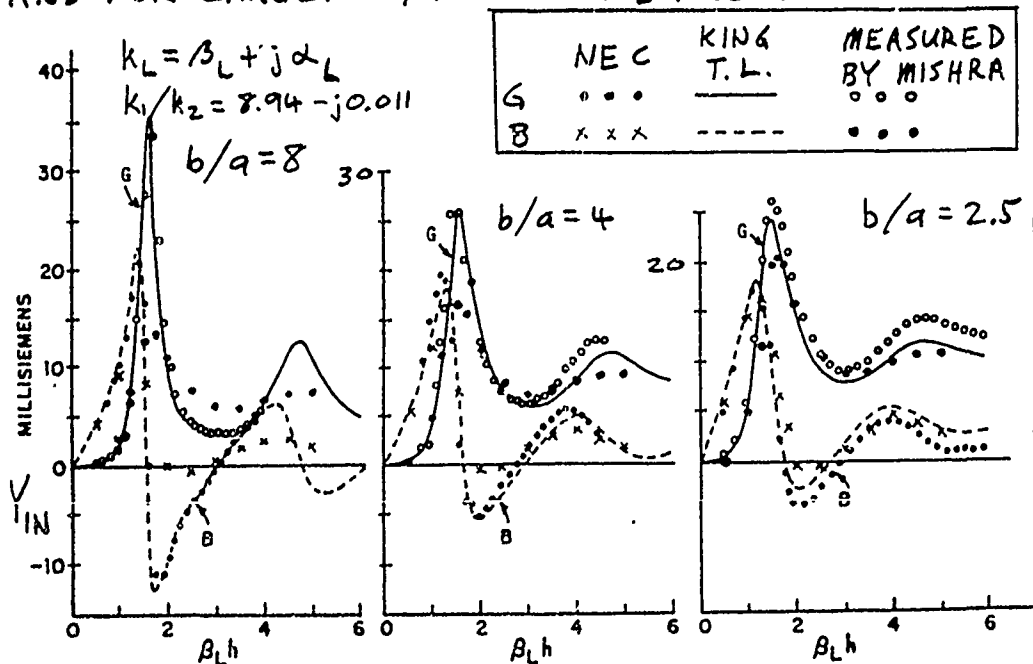 FOR LARGE
NEC KING T.L. MEASURED BY MISHRA
G
B
k_L = β_L + jα_L
k_1/k_2 = 8.94 - j0.011
b/a = 8
b/a = 4
b/a = 2.5
40
30
20
10
0
-10
30
20
MILLISIEMENS
Y_IN
G
G
G
B
B
B
0 2 4 6
0 2 4 6
0 2 4 6
β_L h
β_L h
β_L h